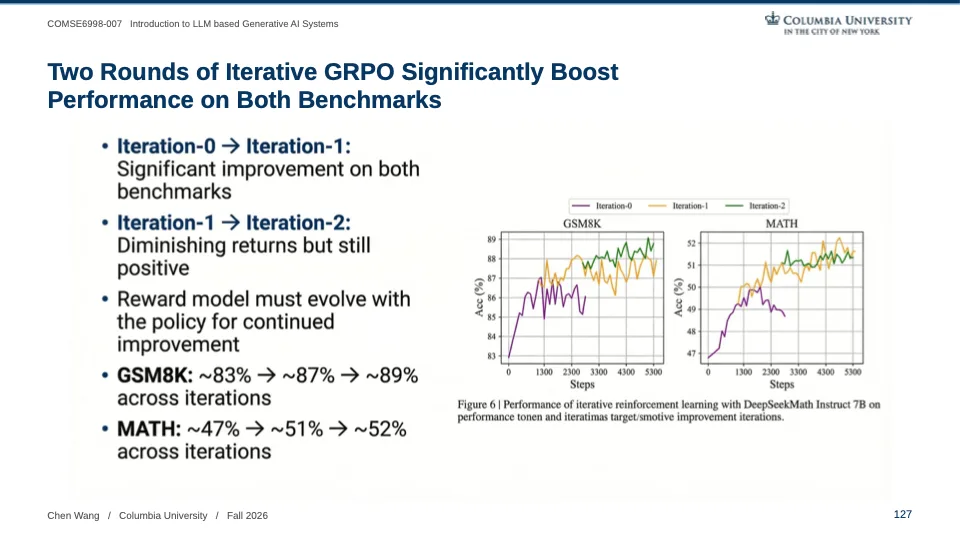 COMSE6998-007 Introduction to LLM based Generative AI Systems
COLUMBIA UNIVERSITY
IN THE CITY OF NEW YORK
Two Rounds of Iterative GRPO Significantly Boost
Performance on Both Benchmarks
• Iteration-0 → Iteration-1:
Significant improvement on both
benchmarks
• Iteration-1 → Iteration-2:
Diminishing returns but still
positive
• Reward model must evolve with
the policy for continued
improvement
• GSM8K: ~83% → ~87% → ~89%
across iterations
• MATH: ~47% → ~51% → ~52%
across iterations
Iteration-0 Iteration-1 Iteration-2
GSM8K
Acc (%)
89
88
87
86
85
84
83
0 1300 2300 3300 4300 5300
Steps
MATH
Acc (%)
52
51
50
49
48
47
0 1300 2300 3300 4300 5300
Steps
Figure 6 | Performance of iterative reinforcement learning with DeepSeekMath Instruct 7B on
performance tonen and iteratimas target/smotive improvement iterations.
Chen Wang / Columbia University / Fall 2026
127